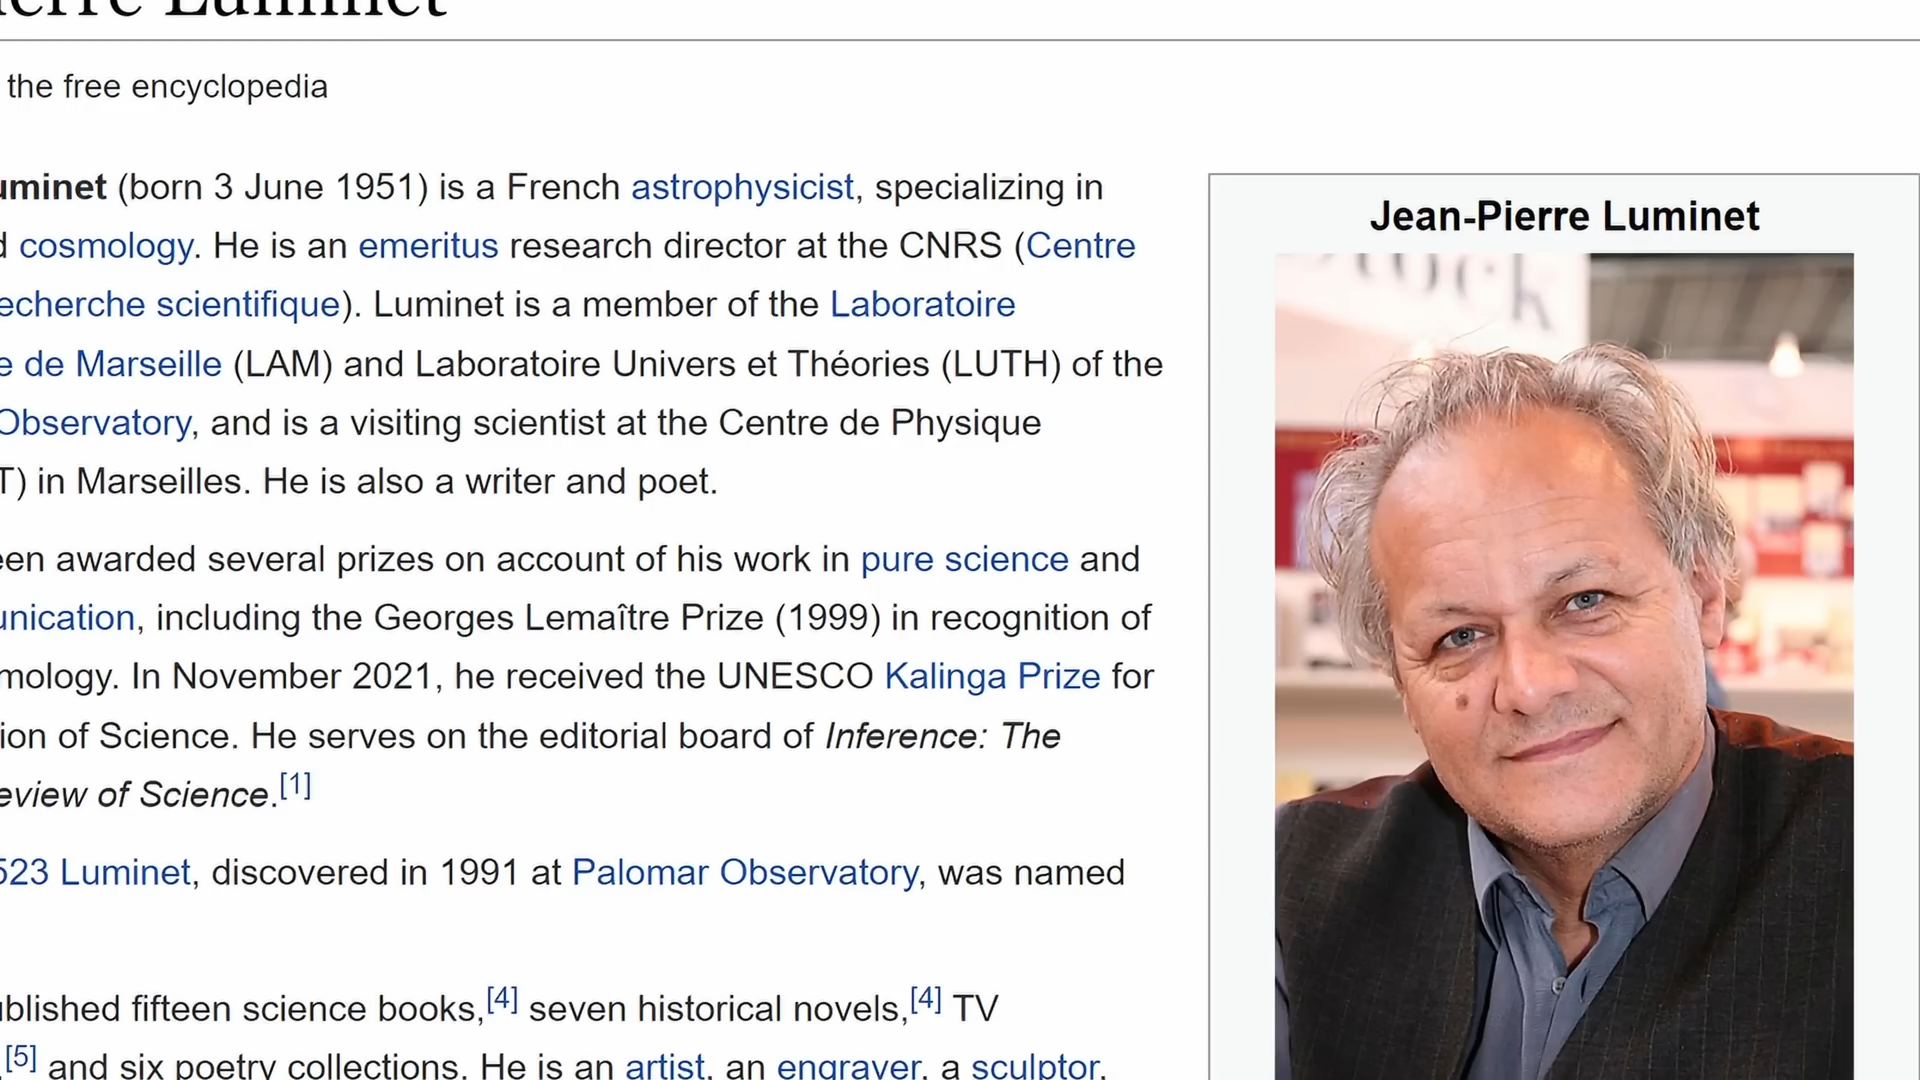 ierre Luminet
the free encyclopedia
uminet (born 3 June 1951) is a French astrophysicist, specializing in
d cosmology. He is an emeritus research director at the CNRS (Centre
echerche scientifique). Luminet is a member of the Laboratoire
e de Marseille (LAM) and Laboratoire Univers et Théories (LUTH) of the
Observatory, and is a visiting scientist at the Centre de Physique
T) in Marseilles. He is also a writer and poet.
een awarded several prizes on account of his work in pure science and
unication, including the Georges Lemaître Prize (1999) in recognition of
mology. In November 2021, he received the UNESCO Kalinga Prize for
ion of Science. He serves on the editorial board of Inference: The
eview of Science.[1]
523 Luminet, discovered in 1991 at Palomar Observatory, was named
ublished fifteen science books,[4] seven historical novels,[4] TV
.[5] and six poetry collections. He is an artist, an engraver, a sculptor,
Jean-Pierre Luminet
tock